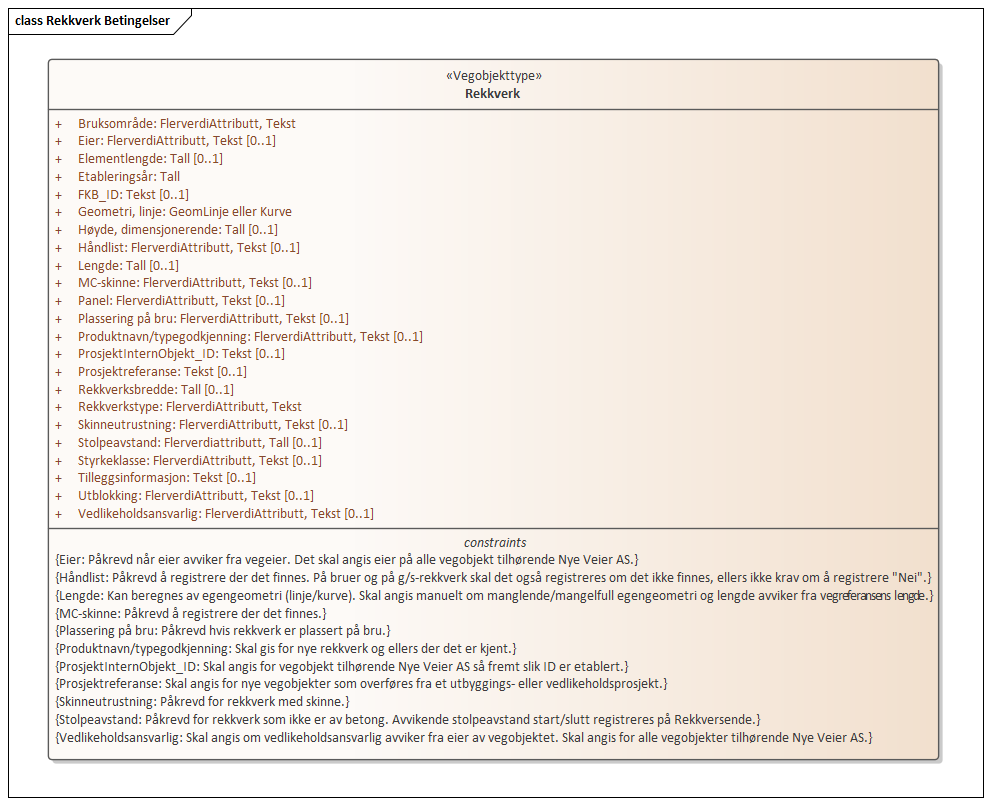 class Rekkverk Betingelser
«Vegobjekttype»
Rekkverk
+ Bruksområde: FlerverdiAttributt, Tekst
+ Eier: FlerverdiAttributt, Tekst [0..1]
+ Elementlengde: Tall [0..1]
+ Etableringsår: Tall
+ FKB_ID: Tekst [0..1]
+ Geometri, linje: GeomLinje eller Kurve
+ Høyde, dimensjonerende: Tall [0..1]
+ Håndlist: FlerverdiAttributt, Tekst [0..1]
+ Lengde: Tall [0..1]
+ MC-skinne: FlerverdiAttributt, Tekst [0..1]
+ Panel: FlerverdiAttributt, Tekst [0..1]
+ Plassering på bru: FlerverdiAttributt, Tekst [0..1]
+ Produktnavn/typegodkjenning: FlerverdiAttributt, Tekst [0..1]
+ ProsjektInternObjekt_ID: Tekst [0..1]
+ Prosjektreferanse: Tekst [0..1]
+ Rekkverksbredde: Tall [0..1]
+ Rekkverkstype: FlerverdiAttributt, Tekst
+ Skinneutrustning: FlerverdiAttributt, Tekst [0..1]
+ Stolpeavstand: Flerverdiattributt, Tall [0..1]
+ Styrkeklasse: FlerverdiAttributt, Tekst [0..1]
+ Tilleggsinformasjon: Tekst [0..1]
+ Utblokking: FlerverdiAttributt, Tekst [0..1]
+ Vedlikeholdsansvarlig: FlerverdiAttributt, Tekst [0..1]
constraints
{Eier: Påkrevd når eier avviker fra vegeier. Det skal angis eier på alle vegobjekt tilhørende Nye Veier AS.}
{Håndlist: Påkrevd å registrere der det finnes. På bruer og på g/s-rekkverk skal det også registreres om det ikke finnes, ellers ikke krav om å registrere "Nei".}
{Lengde: Kan beregnes av egengeometri (linje/kurve). Skal angis manuelt om manglende/mangelfull egengeometri og lengde avviker fra vegreferansens lengde.}
{MC-skinne: Påkrevd å registrere der det finnes.}
{Plassering på bru: Påkrevd hvis rekkverk er plassert på bru.}
{Produktnavn/typegodkjenning: Skal gis for nye rekkverk og ellers der det er kjent.}
{ProsjektInternObjekt_ID: Skal angis for vegobjekt tilhørende Nye Veier AS så fremt slik ID er etablert.}
{Prosjektreferanse: Skal angis for nye vegobjekter som overføres fra et utbyggings- eller vedlikeholdsprosjekt.}
{Skinneutrustning: Påkrevd for rekkverk med skinne.}
{Stolpeavstand: Påkrevd for rekkverk som ikke er av betong. Avvikende stolpeavstand start/slutt registreres på Rekkversende.}
{Vedlikeholdsansvarlig: Skal angis om vedlikeholdsansvarlig avviker fra eier av vegobjektet. Skal angis for alle vegobjekter tilhørende Nye Veier AS.}